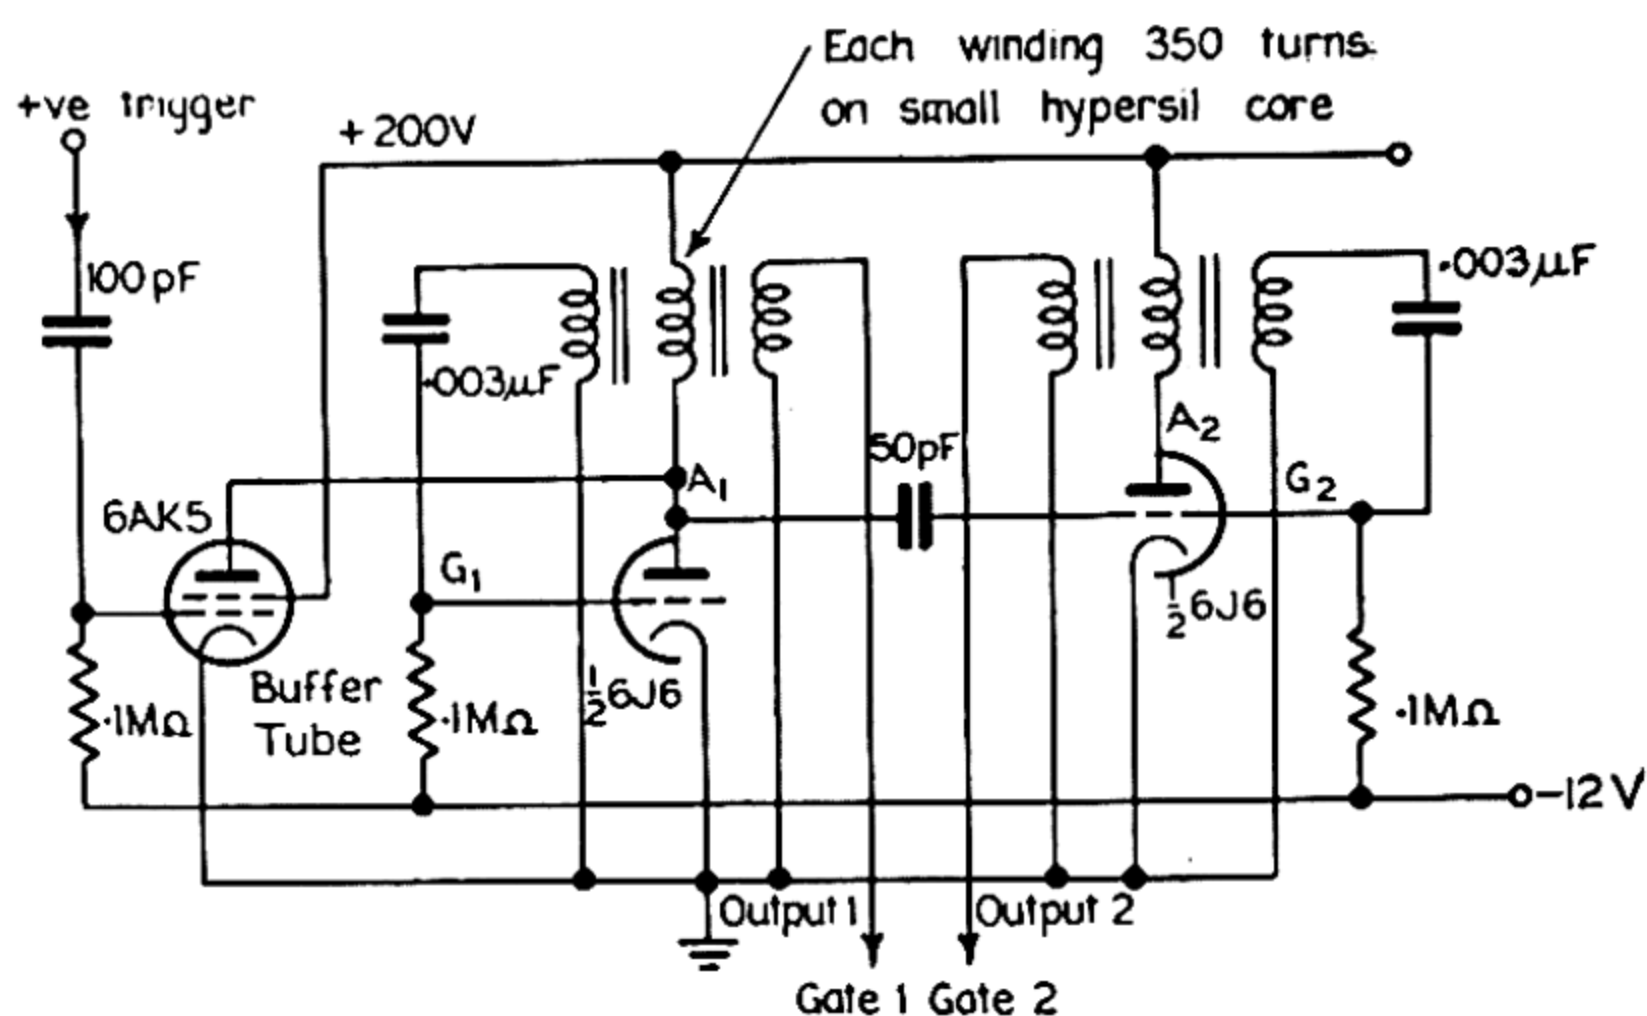 Each winding 350 turns
on small hypersil core
+ve trigger
+200V
100pF
.003µF
.003µF
50pF
A₂
A₁
G₂
6AK5
G₁
½6J6
Buffer
Tube
½6J6
.1MΩ
.1MΩ
.1MΩ
-12V
Output 1
Output 2
Gate 1
Gate 2